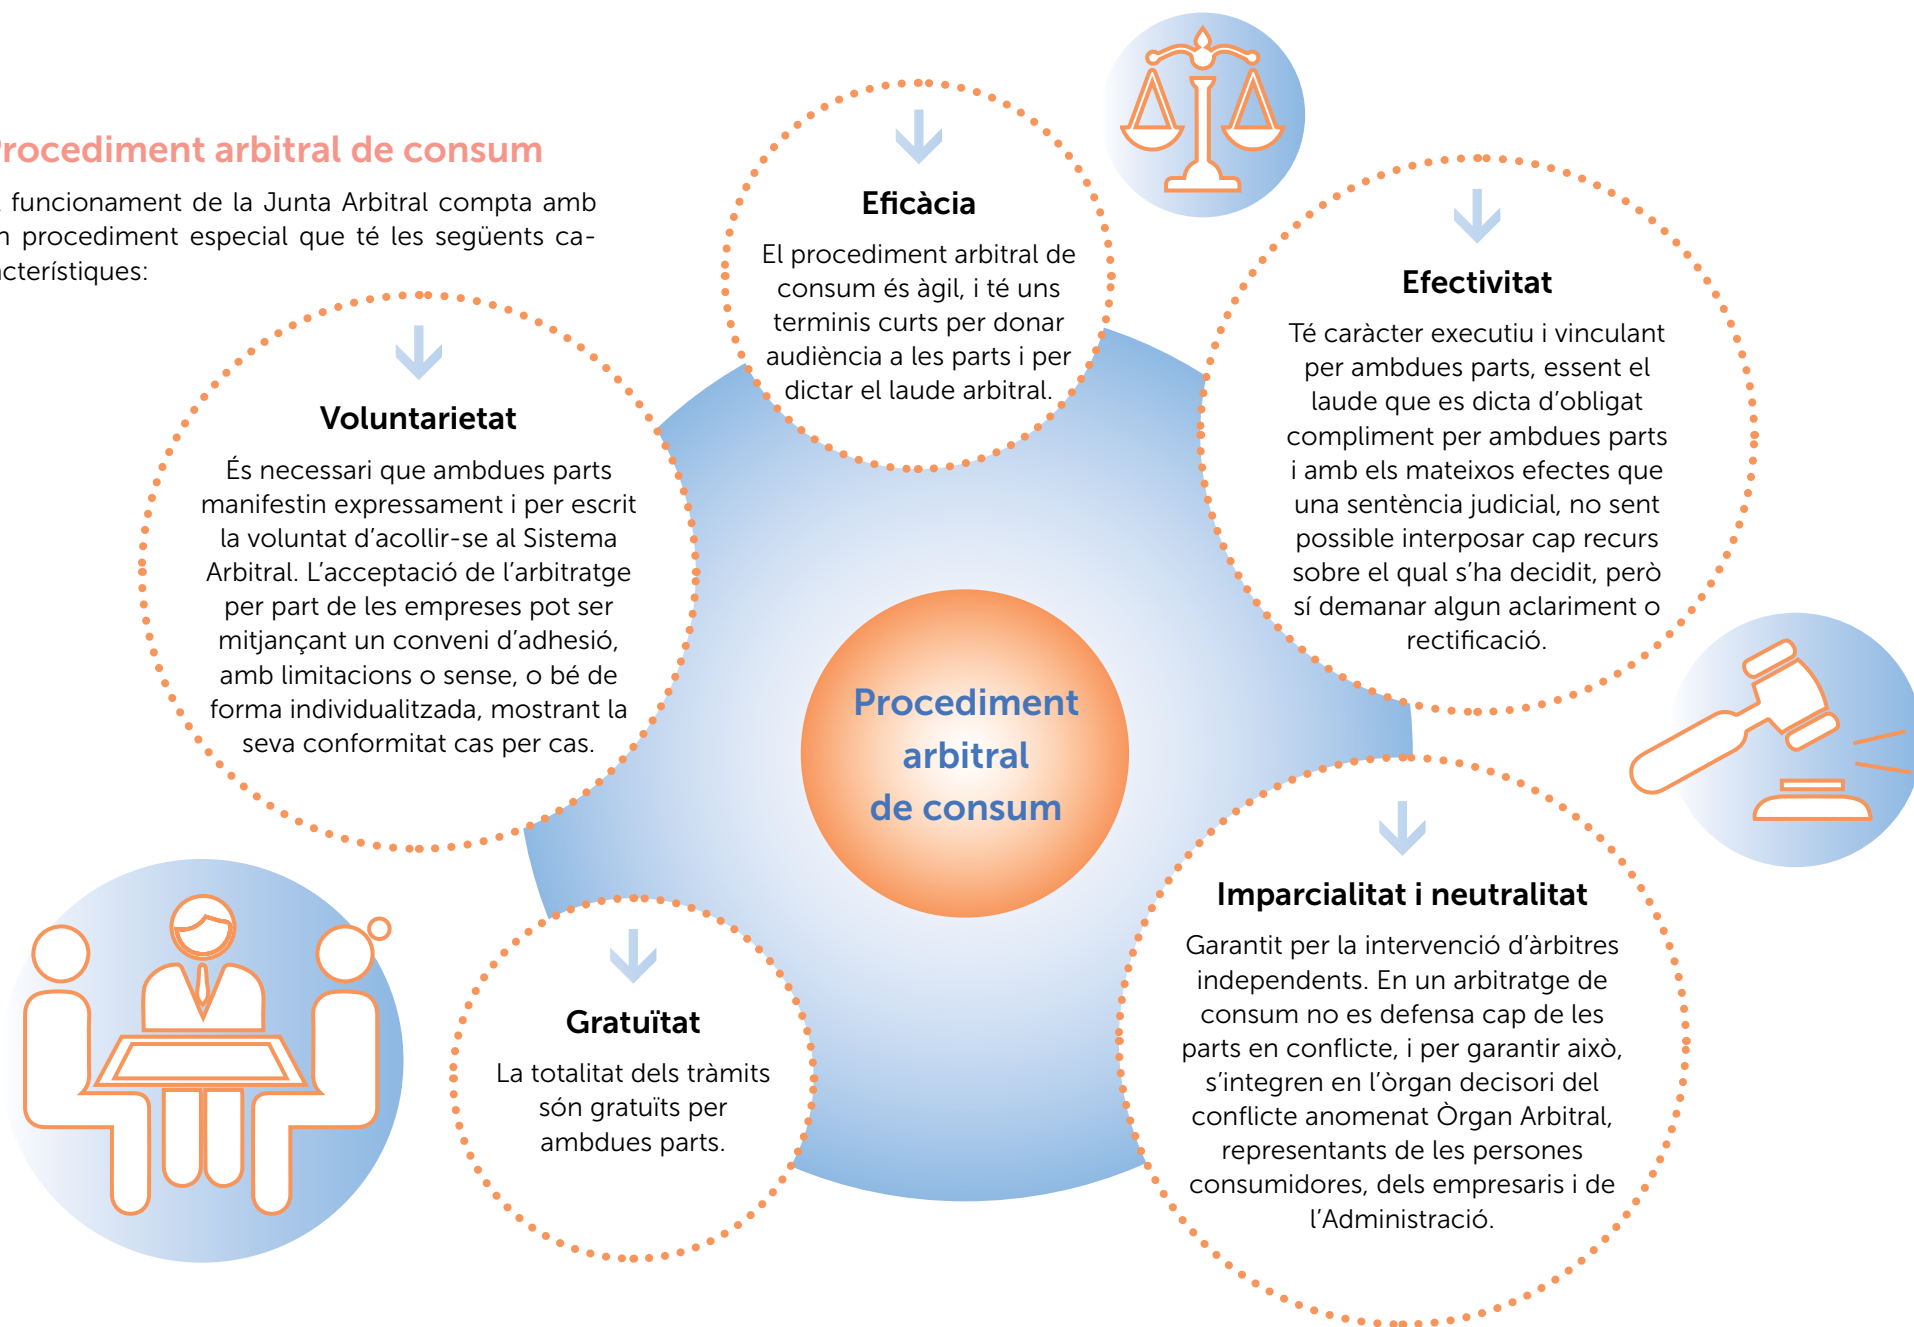 Procediment arbitral de consum
funcionament de la Junta Arbitral compta amb
n procediment especial que té les següents ca-
acterístiques:
Voluntarietat
És necessari que ambdues parts
manifestin expressament i per escrit
la voluntat d'acollir-se al Sistema
Arbitral. L'acceptació de l'arbitratge
per part de les empreses pot ser
mitjançant un conveni d'adhesió,
amb limitacions o sense, o bé de
forma individualitzada, mostrant la
seva conformitat cas per cas.
Eficàcia
El procediment arbitral de
consum és àgil, i té uns
terminis curts per donar
audiència a les parts i per
dictar el laude arbitral.
Efectivitat
Té caràcter executiu i vinculant
per ambdues parts, essent el
laude que es dicta d'obligat
compliment per ambdues parts
i amb els mateixos efectes que
una sentència judicial, no sent
possible interposar cap recurs
sobre el qual s'ha decidit, però
sí demanar algun aclariment o
rectificació.
Procediment
arbitral
de consum
Gratuïtat
La totalitat dels tràmits
són gratuïts per
ambdues parts.
Imparcialitat i neutralitat
Garantit per la intervenció d'àrbitres
independents. En un arbitratge de
consum no es defensa cap de les
parts en conflicte, i per garantir això,
s'integren en l'òrgan decisori del
conflicte anomenat Òrgan Arbitral,
representants de les persones
consumidores, dels empresaris i de
l'Administració.